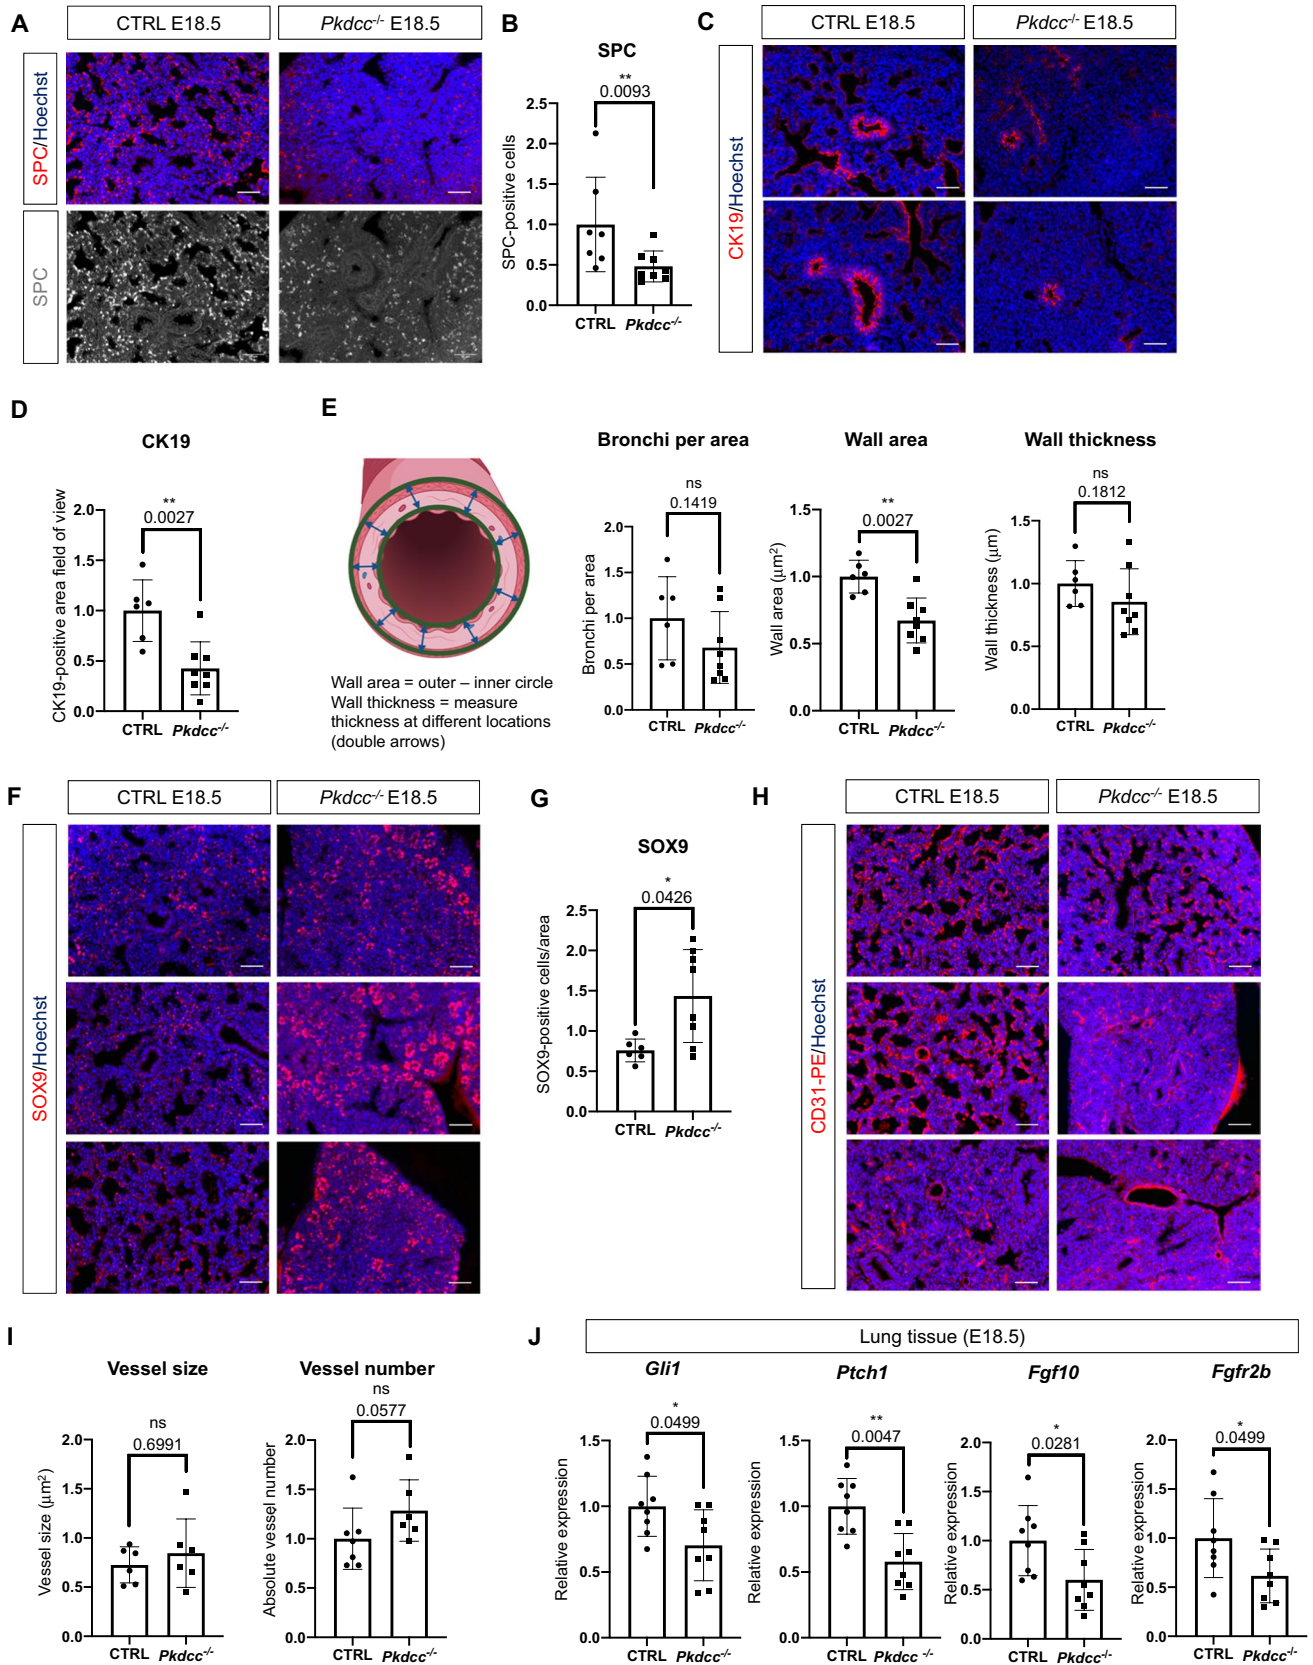 A
CTRL E18.5
Pkdcc-/- E18.5
SPC/Hoechst
SPC
B
SPC
**
0.0093
SPC-positive cells
2.5
2.0
1.5
1.0
0.5
0.0
CTRL
Pkdcc-/-
C
CTRL E18.5
Pkdcc-/- E18.5
CK19/Hoechst
D
CK19
**
0.0027
CK19-positive area field of view
2.0
1.5
1.0
0.5
0.0
CTRL
Pkdcc-/-
E
Wall area = outer – inner circle
Wall thickness = measure
thickness at different locations
(double arrows)
Bronchi per area
ns
0.1419
Bronchi per area
2.0
1.5
1.0
0.5
0.0
CTRL
Pkdcc-/-
Wall area
**
0.0027
Wall area (μm²)
1.5
1.0
0.5
0.0
CTRL
Pkdcc-/-
Wall thickness
ns
0.1812
Wall thickness (μm)
1.5
1.0
0.5
0.0
CTRL
Pkdcc-/-
F
CTRL E18.5
Pkdcc-/- E18.5
SOX9/Hoechst
G
SOX9
*
0.0426
SOX9-positive cells/area
2.5
2.0
1.5
1.0
0.5
0.0
CTRL
Pkdcc-/-
H
CTRL E18.5
Pkdcc-/- E18.5
CD31-PE/Hoechst
I
Vessel size
ns
0.6991
Vessel size (μm²)
2.0
1.5
1.0
0.5
0.0
CTRL
Pkdcc-/-
Vessel number
ns
0.0577
Absolute vessel number
2.0
1.5
1.0
0.5
0.0
CTRL
Pkdcc-/-
J
Lung tissue (E18.5)
Gli1
*
0.0499
Relative expression
1.5
1.0
0.5
0.0
CTRL
Pkdcc-/-
Ptch1
**
0.0047
Relative expression
1.5
1.0
0.5
0.0
CTRL
Pkdcc -/-
Fgf10
*
0.0281
Relative expression
2.0
1.5
1.0
0.5
0.0
CTRL
Pkdcc-/-
Fgfr2b
*
0.0499
Relative expression
2.0
1.5
1.0
0.5
0.0
CTRL
Pkdcc-/-